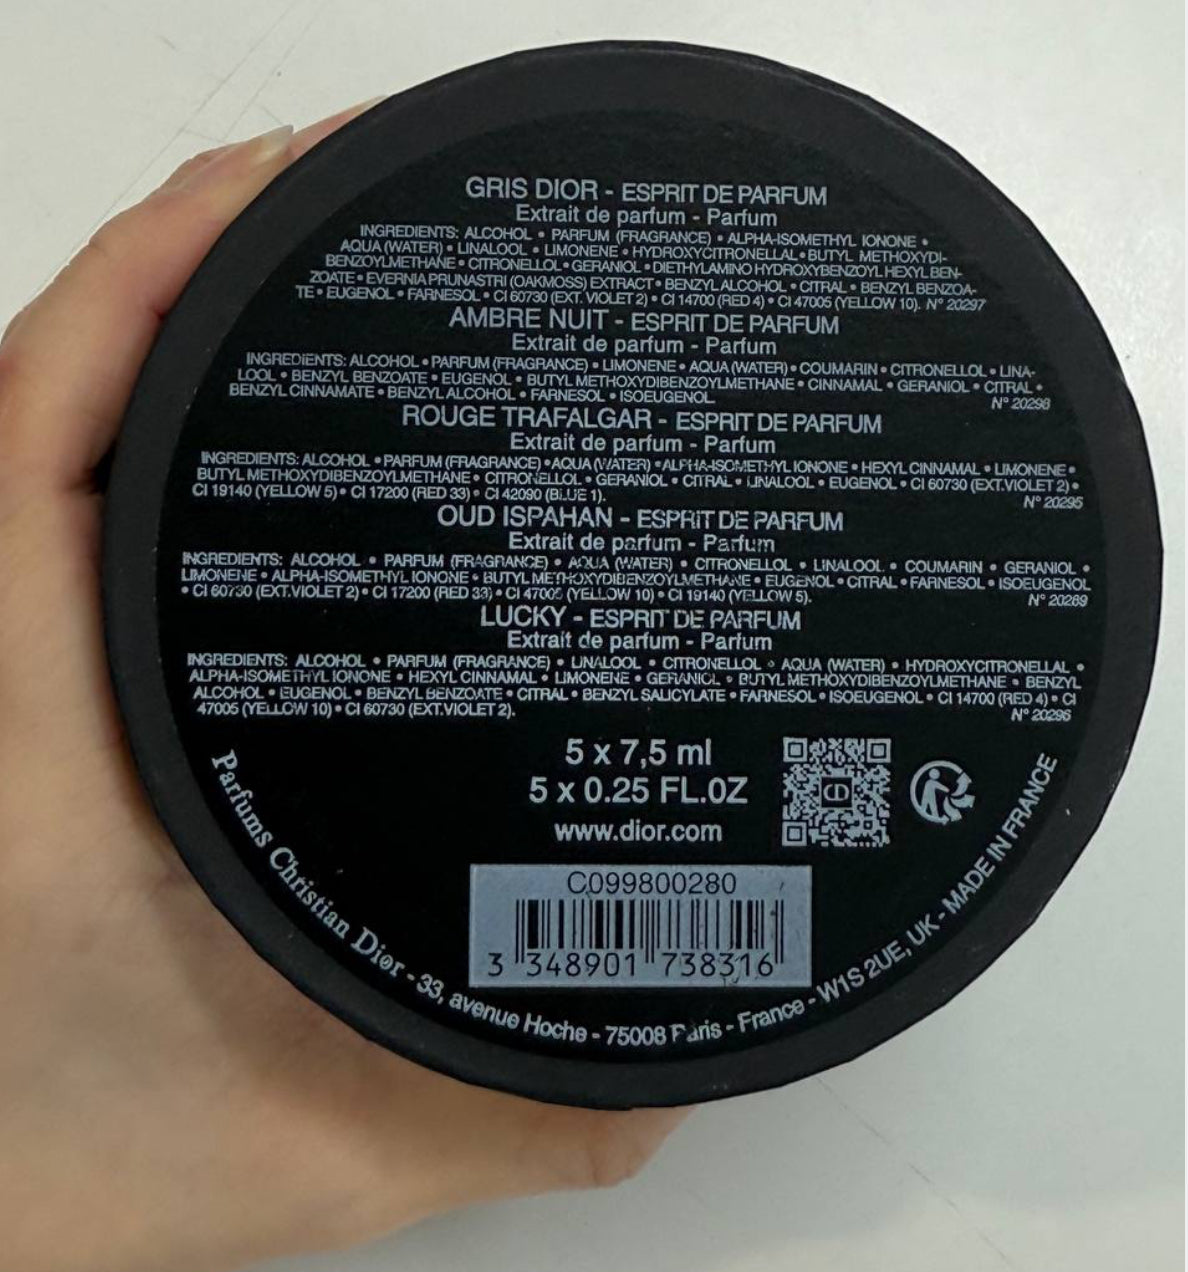 GRIS DIOR - ESPRIT DE PARFUM
Extrait de parfum - Parfum
INGREDIENTS: ALCOHOL • PARFUM (FRAGRANCE) • ALPHA-ISOMETHYL IONONE •
AQUA (WATER) • LINALOOL • LIMONENE • HYDROXYCITRONELLAL • BUTYL METHOXYDI-
BENZOYLMETHANE • CITRONELLOL • GERANIOL • DIETHYLAMINO HYDROXYBENZOYL HEXYL BEN-
ZOATE • EVERNIA PRUNASTRI (OAKMOSS) EXTRACT • BENZYL ALCOHOL • CITRAL • BENZYL BENZOA-
TE • EUGENOL • FARNESOL • CI 60730 (EXT. VIOLET 2) • CI 14700 (RED 4) • CI 47005 (YELLOW 10). N° 20297
AMBRE NUIT - ESPRIT DE PARFUM
Extrait de parfum - Parfum
INGREDIENTS: ALCOHOL • PARFUM (FRAGRANCE) • LIMONENE • AQUA (WATER) • COUMARIN • CITRONELLOL • LINA-
LOOL • BENZYL BENZOATE • EUGENOL • BUTYL METHOXYDIBENZOYLMETHANE • CINNAMAL • GERANIOL • CITRAL •
BENZYL CINNAMATE • BENZYL ALCOHOL • FARNESOL • ISOEUGENOL. N° 20298
ROUGE TRAFALGAR - ESPRIT DE PARFUM
Extrait de parfum - Parfum
INGREDIENTS: ALCOHOL • PARFUM (FRAGRANCE) • AQUA (WATER) • ALPHA-ISOMETHYL IONONE • HEXYL CINNAMAL • LIMONENE •
BUTYL METHOXYDIBENZOYLMETHANE • CITRONELLOL • GERANIOL • CITRAL • LINALOOL • EUGENOL • CI 60730 (EXT.VIOLET 2) •
CI 19140 (YELLOW 5) • CI 17200 (RED 33) • CI 42090 (BLUE 1). N° 20295
OUD ISPAHAN - ESPRIT DE PARFUM
Extrait de parfum - Parfum
INGREDIENTS: ALCOHOL • PARFUM (FRAGRANCE) • AQUA (WATER) • CITRONELLOL • LINALOOL • COUMARIN • GERANIOL •
LIMONENE • ALPHA-ISOMETHYL IONONE • BUTYL METHOXYDIBENZOYLMETHANE • EUGENOL • CITRAL • FARNESOL • ISOEUGENOL
• CI 60730 (EXT.VIOLET 2) • CI 17200 (RED 33) • CI 47005 (YELLOW 10) • CI 19140 (YELLOW 5). N° 20289
LUCKY - ESPRIT DE PARFUM
Extrait de parfum - Parfum
INGREDIENTS: ALCOHOL • PARFUM (FRAGRANCE) • LINALOOL • CITRONELLOL • AQUA (WATER) • HYDROXYCITRONELLAL •
ALPHA-ISOMETHYL IONONE • HEXYL CINNAMAL • LIMONENE • GERANIOL • BUTYL METHOXYDIBENZOYLMETHANE • BENZYL
ALCOHOL • EUGENOL • BENZYL BENZOATE • CITRAL • BENZYL SALICYLATE • FARNESOL • ISOEUGENOL • CI 14700 (RED 4) • CI
47005 (YELLOW 10) • CI 60730 (EXT.VIOLET 2). N° 20296
5 x 7,5 ml
5 x 0.25 FL.OZ
www.dior.com
C099800280
3 348901 738316
Parfums Christian Dior - 33, avenue Hoche - 75008 Paris - France - W1S 2UE, UK - MADE IN FRANCE